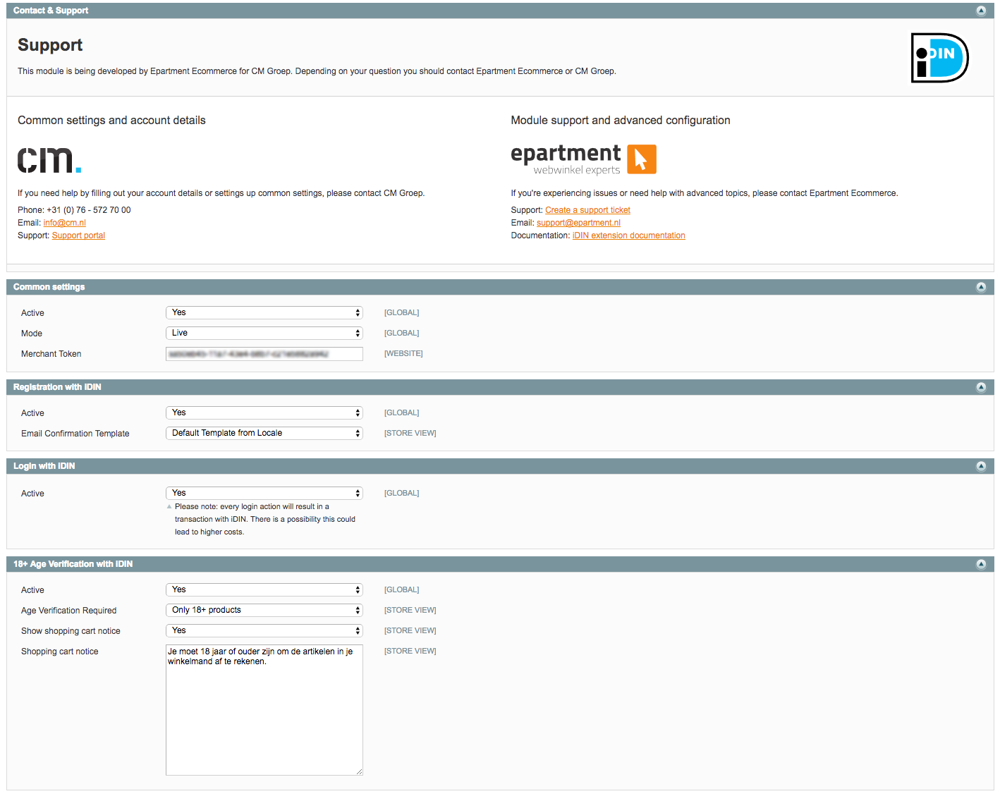 Contact & Support
Support
iDIN
This module is being developed by Epartment Ecommerce for CM Groep. Depending on your question you should contact Epartment Ecommerce or CM Groep.
Common settings and account details
cm.
If you need help by filling out your account details or settings up common settings, please contact CM Groep.
Phone: +31 (0) 76 - 572 70 00
Email: info@cm.nl
Support: Support portal
Module support and advanced configuration
epartment
webwinkel experts
If you're experiencing issues or need help with advanced topics, please contact Epartment Ecommerce.
Support: Create a support ticket
Email: support@epartment.nl
Documentation: iDIN extension documentation
Common settings
Active Yes [GLOBAL]
Mode Live [GLOBAL]
Merchant Token [WEBSITE]
Registration with iDIN
Active Yes [GLOBAL]
Email Confirmation Template Default Template from Locale [STORE VIEW]
Login with iDIN
Active Yes [GLOBAL]
Please note: every login action will result in a
transaction with iDIN. There is a possibility this could
lead to higher costs.
18+ Age Verification with iDIN
Active Yes [GLOBAL]
Age Verification Required Only 18+ products [STORE VIEW]
Show shopping cart notice Yes [STORE VIEW]
Shopping cart notice [STORE VIEW]
Je moet 18 jaar of ouder zijn om de artikelen in je
winkelmand af te rekenen.